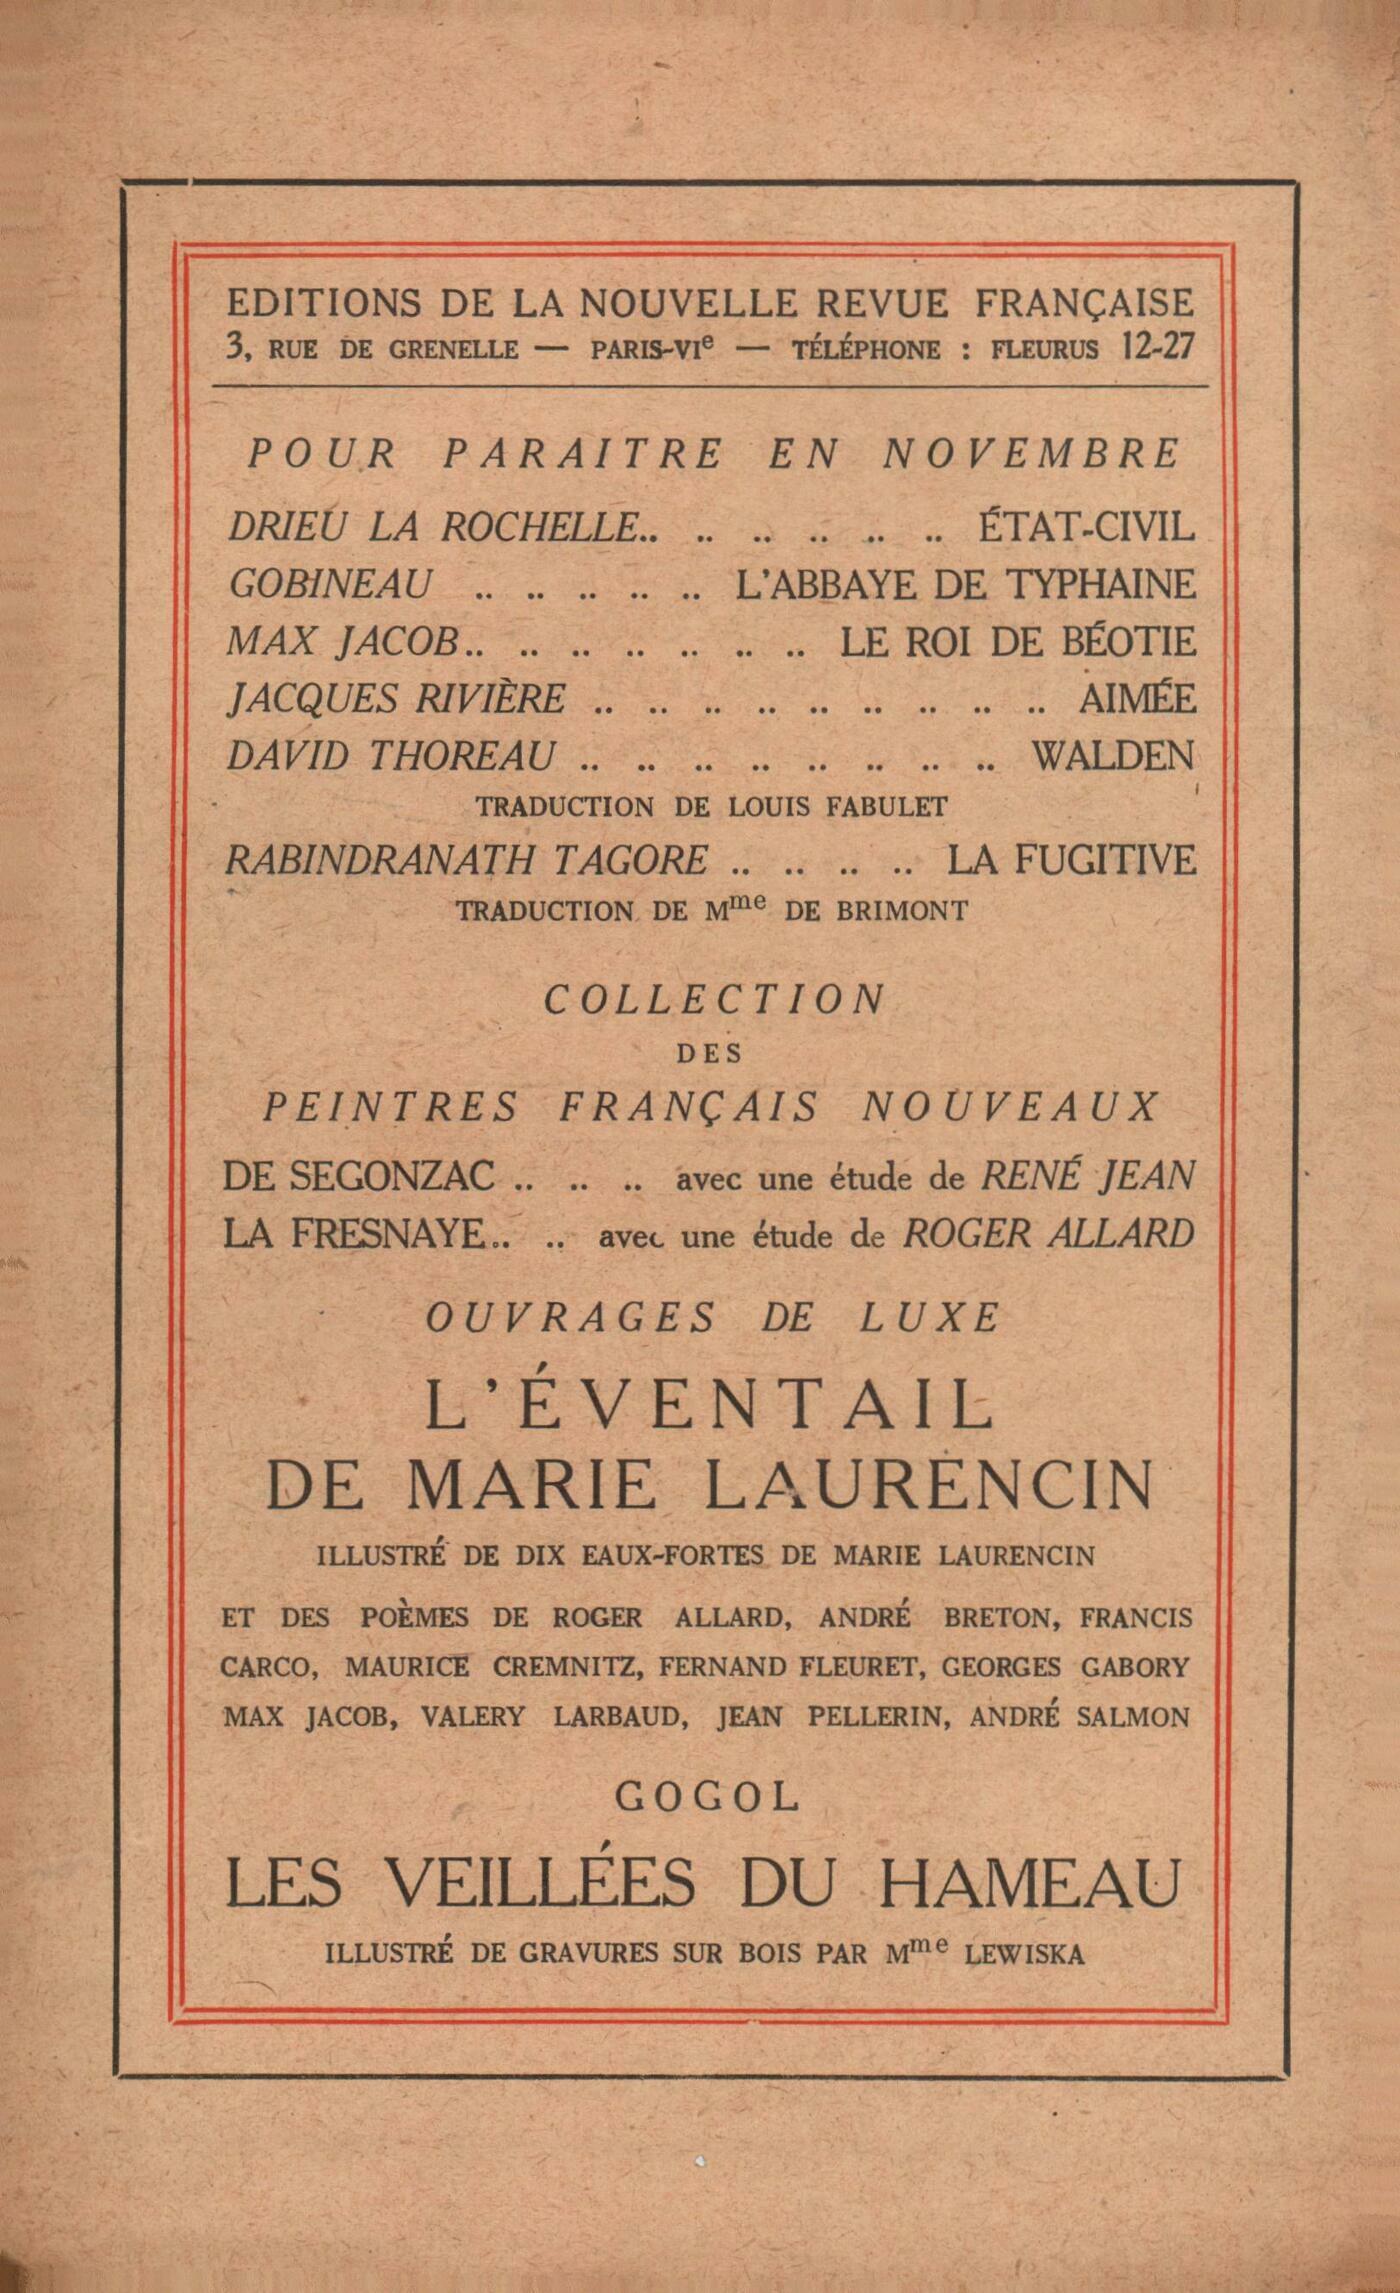 EDITIONS DE LA NOUVELLE REVUE FRANÇAISE
3, RUE DE GRENELLE — PARIS-VIe — TÉLÉPHONE : FLEURUS 12-27
POUR PARAITRE EN NOVEMBRE
DRIEU LA ROCHELLE.. .. .. .. .. .. ÉTAT-CIVIL
GOBINEAU .. .. .. .. .. L'ABBAYE DE TYPHAINE
MAX JACOB.. .. .. .. .. .. .. LE ROI DE BÉOTIE
JACQUES RIVIÈRE .. .. .. .. .. .. .. .. .. AIMÉE
DAVID THOREAU .. .. .. .. .. .. .. .. WALDEN
TRADUCTION DE LOUIS FABULET
RABINDRANATH TAGORE .. .. .. .. LA FUGITIVE
TRADUCTION DE Mme DE BRIMONT
COLLECTION
DES
PEINTRES FRANÇAIS NOUVEAUX
DE SEGONZAC .. .. .. avec une étude de RENÉ JEAN
LA FRESNAYE.. .. avec une étude de ROGER ALLARD
OUVRAGES DE LUXE
L'ÉVENTAIL
DE MARIE LAURENCIN
ILLUSTRÉ DE DIX EAUX-FORTES DE MARIE LAURENCIN
ET DES POÈMES DE ROGER ALLARD, ANDRÉ BRETON, FRANCIS
CARCO, MAURICE CREMNITZ, FERNAND FLEURET, GEORGES GABORY
MAX JACOB, VALERY LARBAUD, JEAN PELLERIN, ANDRÉ SALMON
GOGOL
LES VEILLÉES DU HAMEAU
ILLUSTRÉ DE GRAVURES SUR BOIS PAR Mme LEWISKA